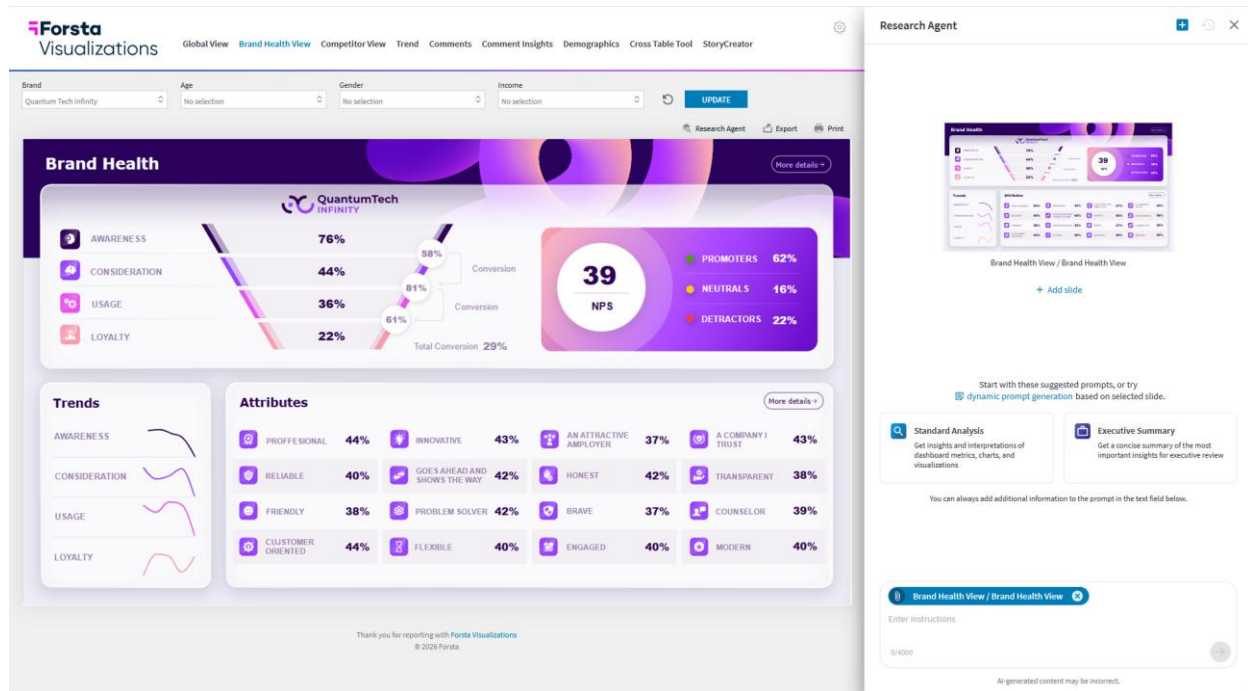 Forsta
Visualizations
Global View Brand Health View Competitor View Trend Comments Comment Insights Demographics Cross Table Tool StoryCreator
Brand Age Gender Income
Quantum Tech Infinity No selection No selection No selection UPDATE
Research Agent Export Print
Brand Health
More details →
QuantumTech
INFINITY
AWARENESS 76%
58%
CONSIDERATION 44% Conversion
81%
USAGE 36% Conversion
61%
LOYALTY 22% Total Conversion 29%
39
NPS
PROMOTERS 62%
NEUTRALS 16%
DETRACTORS 22%
Trends
AWARENESS
CONSIDERATION
USAGE
LOYALTY
Attributes
More details →
PROFFESIONAL 44% INNOVATIVE 43% AN ATTRACTIVE AMPLOYER 37% A COMPANY I TRUST 43%
RELIABLE 40% GOES AHEAD AND SHOWS THE WAY 42% HONEST 42% TRANSPARENT 38%
FRIENDLY 38% PROBLEM SOLVER 42% BRAVE 37% COUNSELOR 39%
CUJSTOMER ORIENTED 44% FLEXIBLE 40% ENGAGED 40% MODERN 40%
Thank you for reporting with Forsta Visualizations
© 2026 Forsta
Research Agent
Brand Health
39
NPS
Trends
Attributes
Brand Health View / Brand Health View
+ Add slide
Start with these suggested prompts, or try
dynamic prompt generation based on selected slide.
Standard Analysis
Get insights and interpretations of
dashboard metrics, charts, and
visualizations
Executive Summary
Get a concise summary of the most
important insights for executive review
You can always add additional information to the prompt in the text field below.
Brand Health View / Brand Health View
Enter instructions
0/4000
AI-generated content may be incorrect.